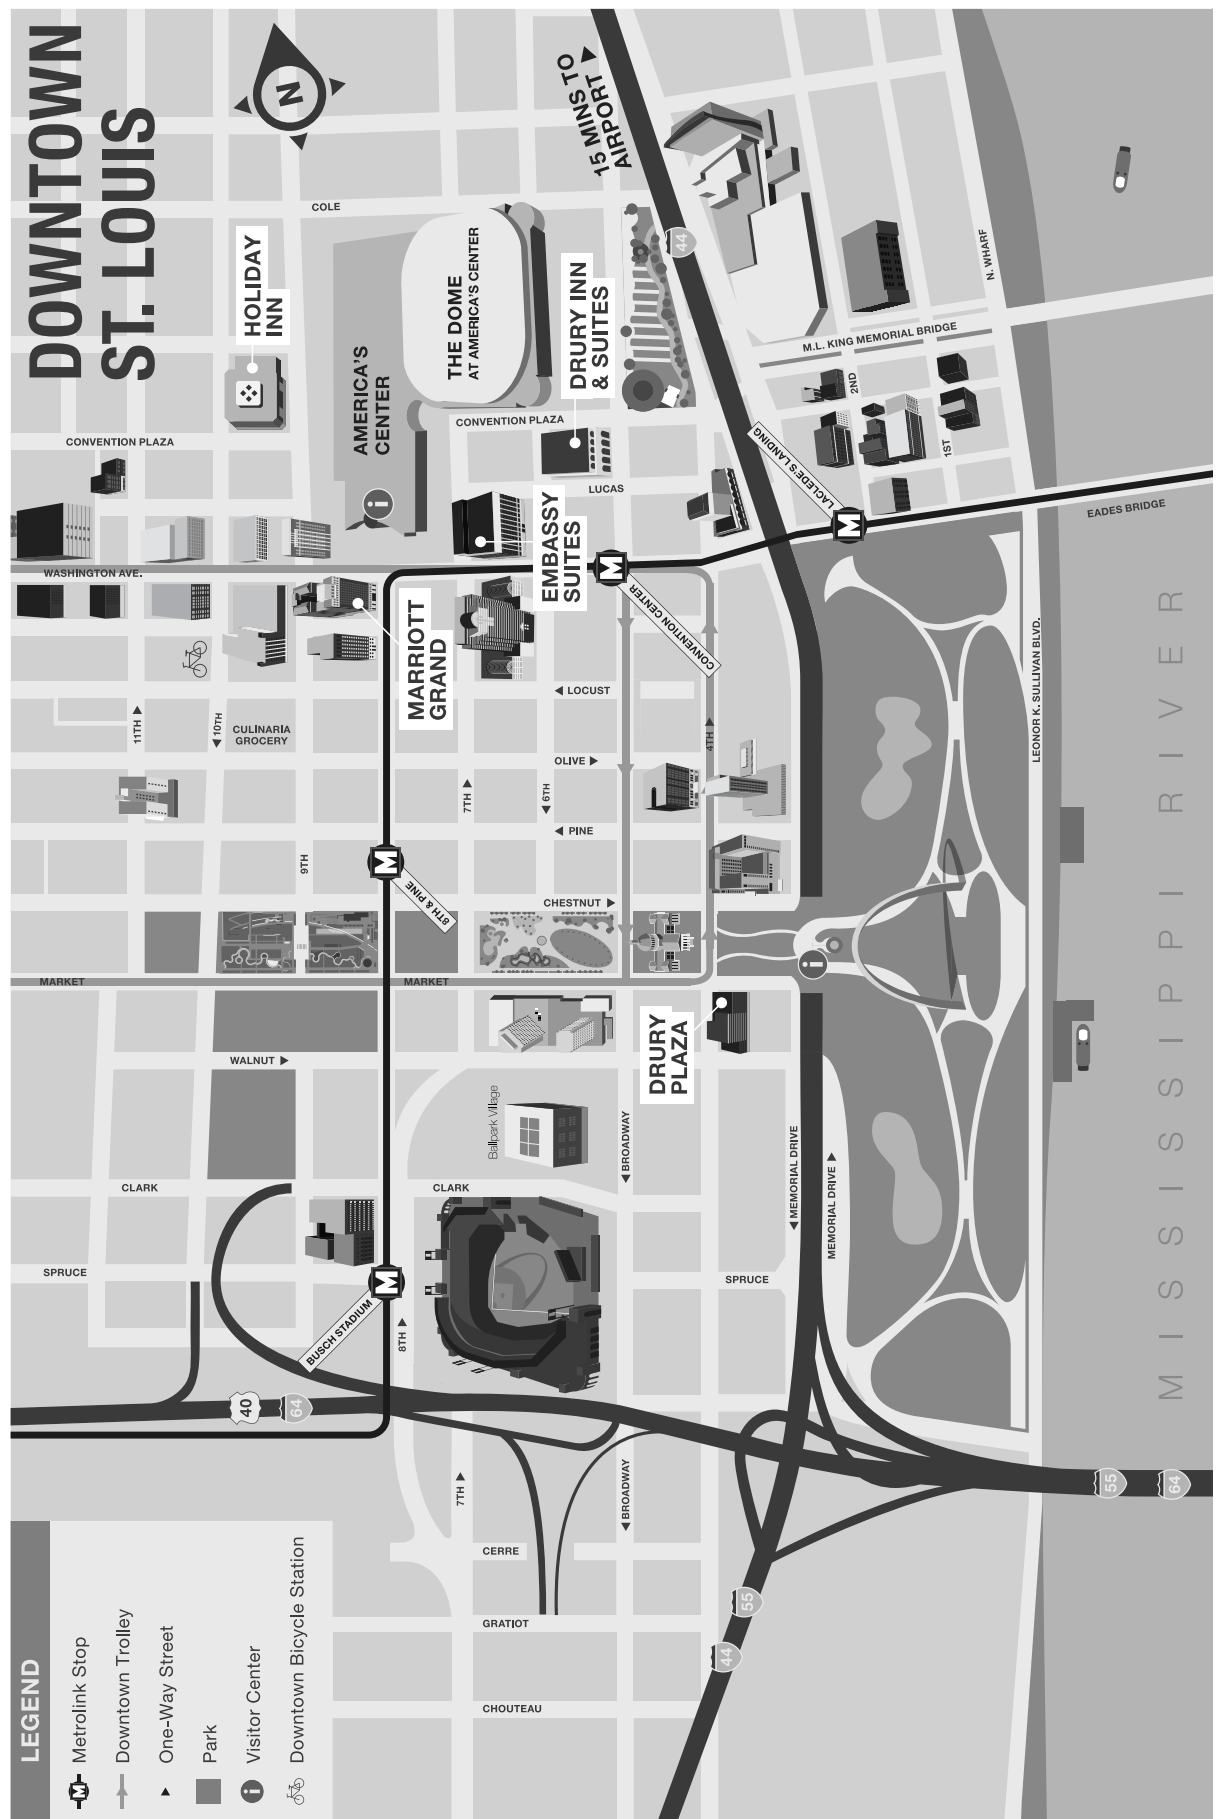 DOWNTOWN
ST. LOUIS
N
15 MINS TO
AIRPORT
COLE
HOLIDAY
INN
THE DOME
AT AMERICA'S CENTER
DRURY INN
& SUITES
44
N. WHARF
M.L. KING MEMORIAL BRIDGE
AMERICA'S
CENTER
CONVENTION PLAZA
CONVENTION PLAZA
2ND
1ST
LUCAS
LACLEDE'S LANDING
M
i
EADES BRIDGE
EMBASSY
SUITES
WASHINGTON AVE.
M
CONVENTION CENTER
MARRIOTT
GRAND
LOCUST
11TH
10TH
CULINARIA
GROCERY
OLIVE
4TH
7TH
6TH
PINE
LEONOR K. SULLIVAN BLVD.
9TH
M
8TH & PINE
CHESTNUT
i
MARKET
MARKET
DRURY
PLAZA
WALNUT
Ballpark Village
BROADWAY
MEMORIAL DRIVE
MEMORIAL DRIVE
CLARK
CLARK
SPRUCE
SPRUCE
M
BUSCH STADIUM
8TH
40
64
MISSISSIPPI RIVER
7TH
BROADWAY
55
64
CERRE
GRATIOT
55
44
CHOUTEAU
LEGEND
M Metrolink Stop
Downtown Trolley
One-Way Street
Park
i Visitor Center
Downtown Bicycle Station